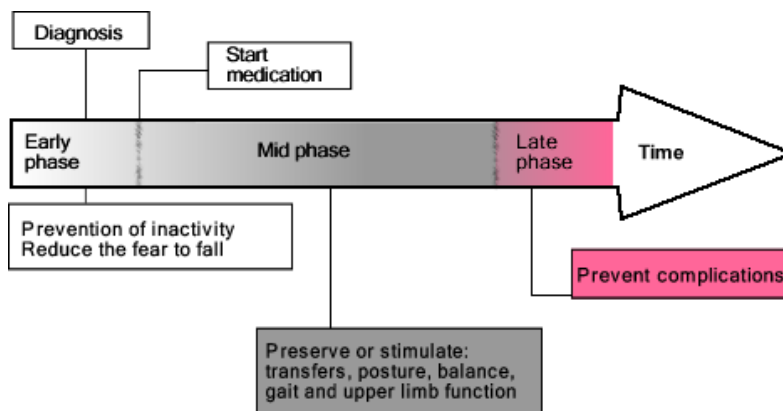 Diagnosis
Start
medication
Early
phase
Mid phase
Late
phase
Time
Prevention of inactivity
Reduce the fear to fall
Prevent complications
Preserve or stimulate:
transfers, posture, balance,
gait and upper limb function